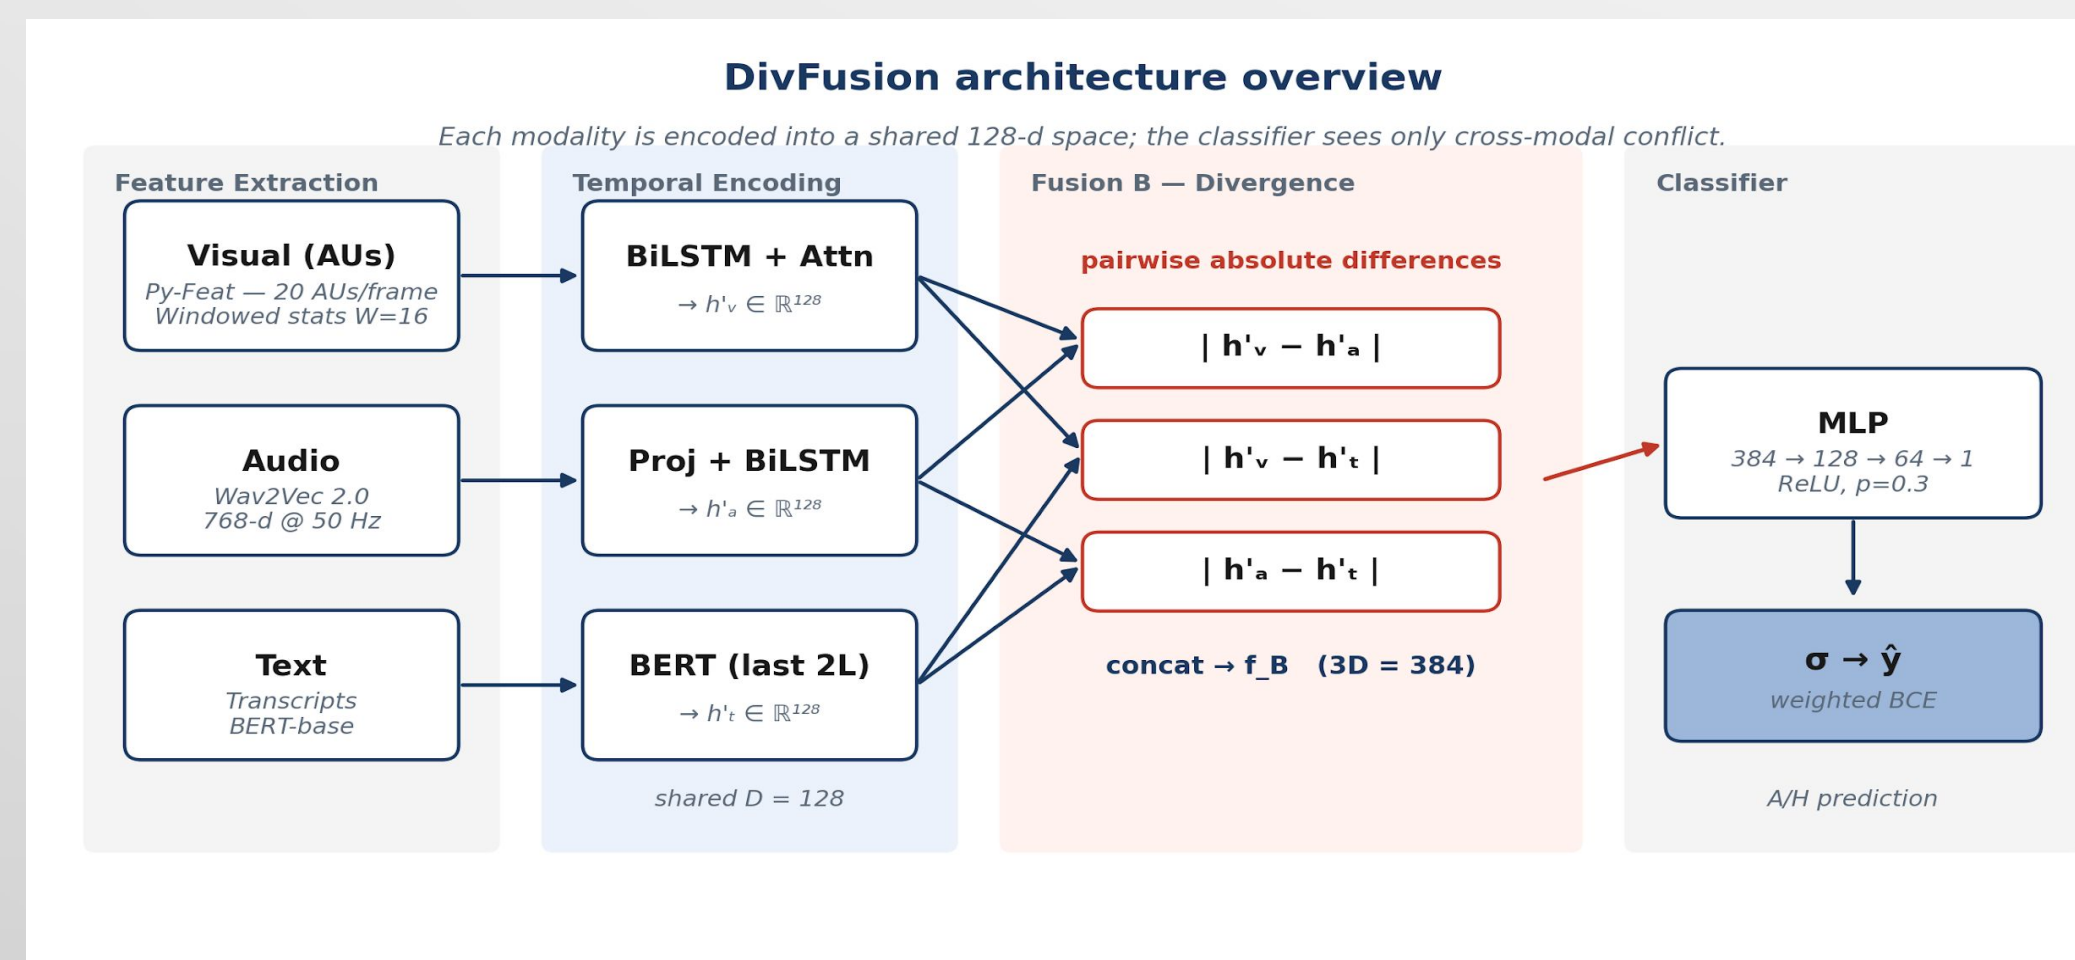 DivFusion architecture overview
Each modality is encoded into a shared 128-d space; the classifier sees only cross-modal conflict.
Feature Extraction
Visual (AUs)
Py-Feat — 20 AUs/frame
Windowed stats W=16
Audio
Wav2Vec 2.0
768-d @ 50 Hz
Text
Transcripts
BERT-base
Temporal Encoding
BiLSTM + Attn
→ h'ᵥ ∈ ℝ¹²⁸
Proj + BiLSTM
→ h'ₐ ∈ ℝ¹²⁸
BERT (last 2L)
→ h'ₜ ∈ ℝ¹²⁸
shared D = 128
Fusion B — Divergence
pairwise absolute differences
| h'ᵥ − h'ₐ |
| h'ᵥ − h'ₜ |
| h'ₐ − h'ₜ |
concat → f_B (3D = 384)
Classifier
MLP
384 → 128 → 64 → 1
ReLU, p=0.3
σ → ŷ
weighted BCE
A/H prediction